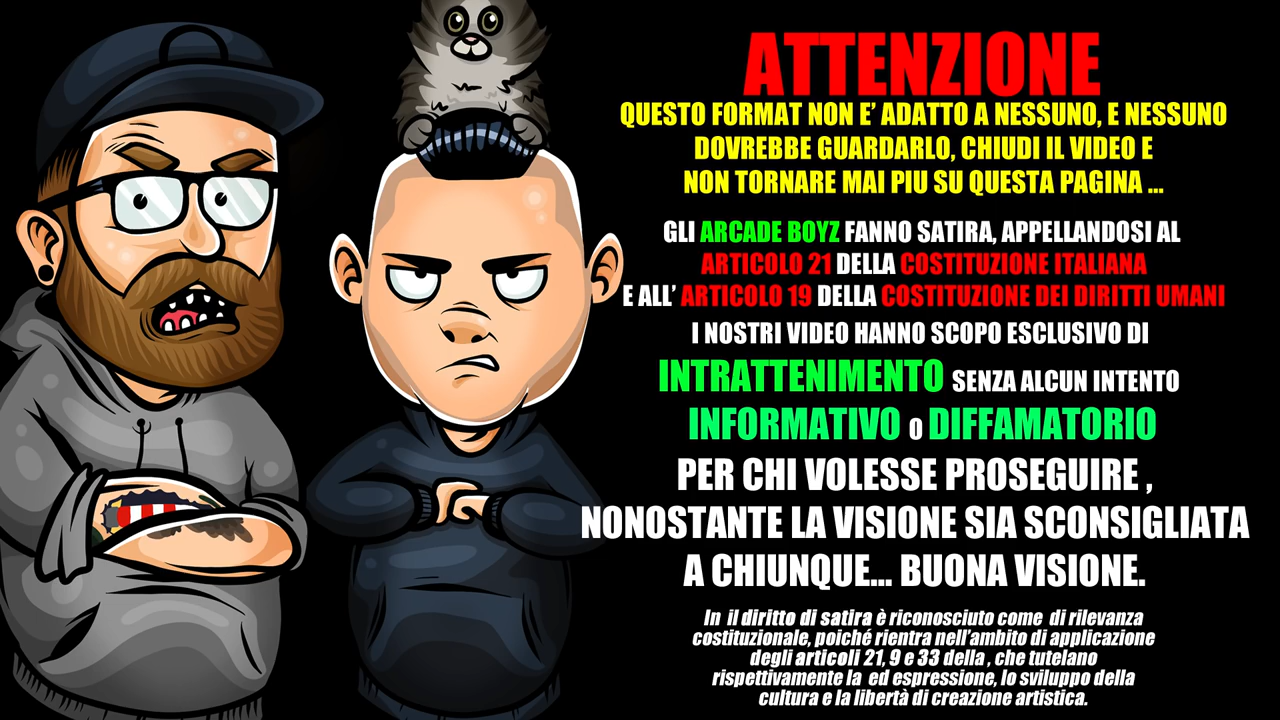 ATTENZIONE
QUESTO FORMAT NON E' ADATTO A NESSUNO, E NESSUNO
DOVREBBE GUARDARLO, CHIUDI IL VIDEO E
NON TORNARE MAI PIU SU QUESTA PAGINA ...
GLI ARCADE BOYZ FANNO SATIRA, APPELLANDOSI AL
ARTICOLO 21 DELLA COSTITUZIONE ITALIANA
E ALL' ARTICOLO 19 DELLA COSTITUZIONE DEI DIRITTI UMANI
I NOSTRI VIDEO HANNO SCOPO ESCLUSIVO DI
INTRATTENIMENTO SENZA ALCUN INTENTO
INFORMATIVO O DIFFAMATORIO
PER CHI VOLESSE PROSEGUIRE ,
NONOSTANTE LA VISIONE SIA SCONSIGLIATA
A CHIUNQUE... BUONA VISIONE.
In il diritto di satira è riconosciuto come di rilevanza
costituzionale, poiché rientra nell'ambito di applicazione
degli articoli 21, 9 e 33 della , che tutelano
rispettivamente la ed espressione, lo sviluppo della
cultura e la libertà di creazione artistica.